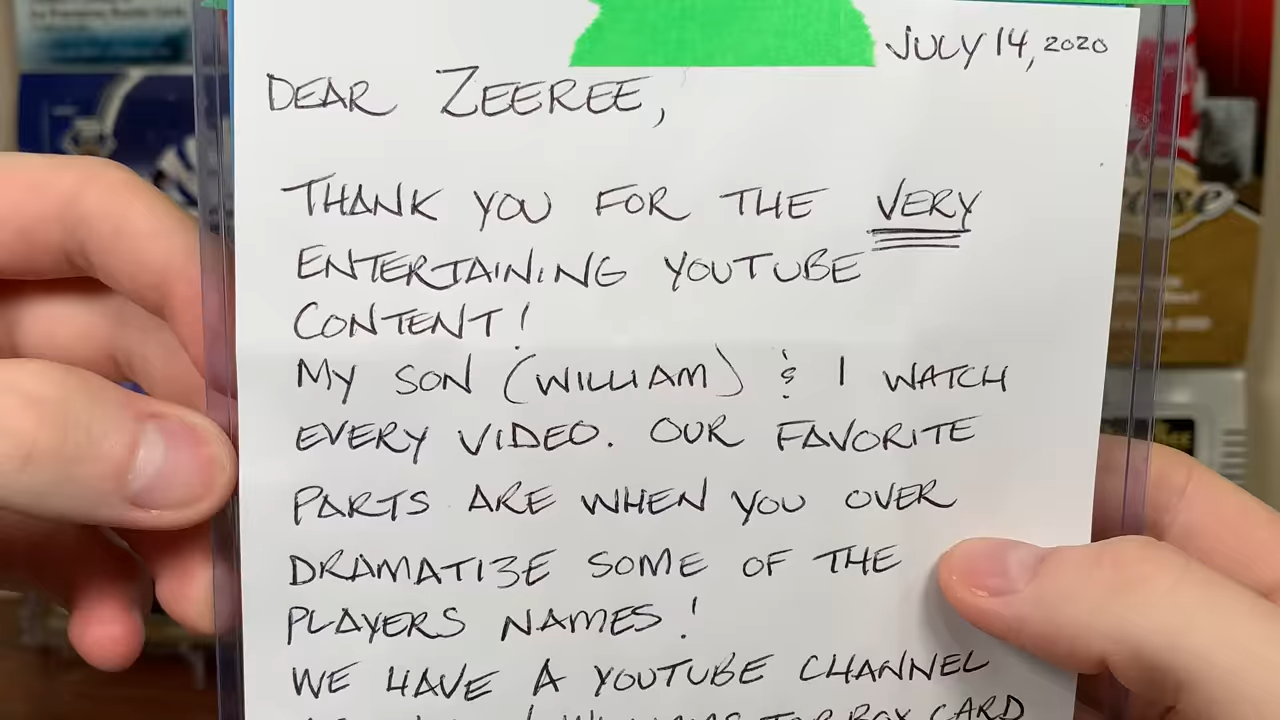 JULY 14, 2020
DEAR ZEEREE,
THANK YOU FOR THE VERY
ENTERTAINING YOUTUBE
CONTENT!
MY SON (WILLIAM) & I WATCH
EVERY VIDEO. OUR FAVORITE
PARTS ARE WHEN YOU OVER
DRAMATIZE SOME OF THE
PLAYERS NAMES!
WE HAVE A YOUTUBE CHANNEL
CARD